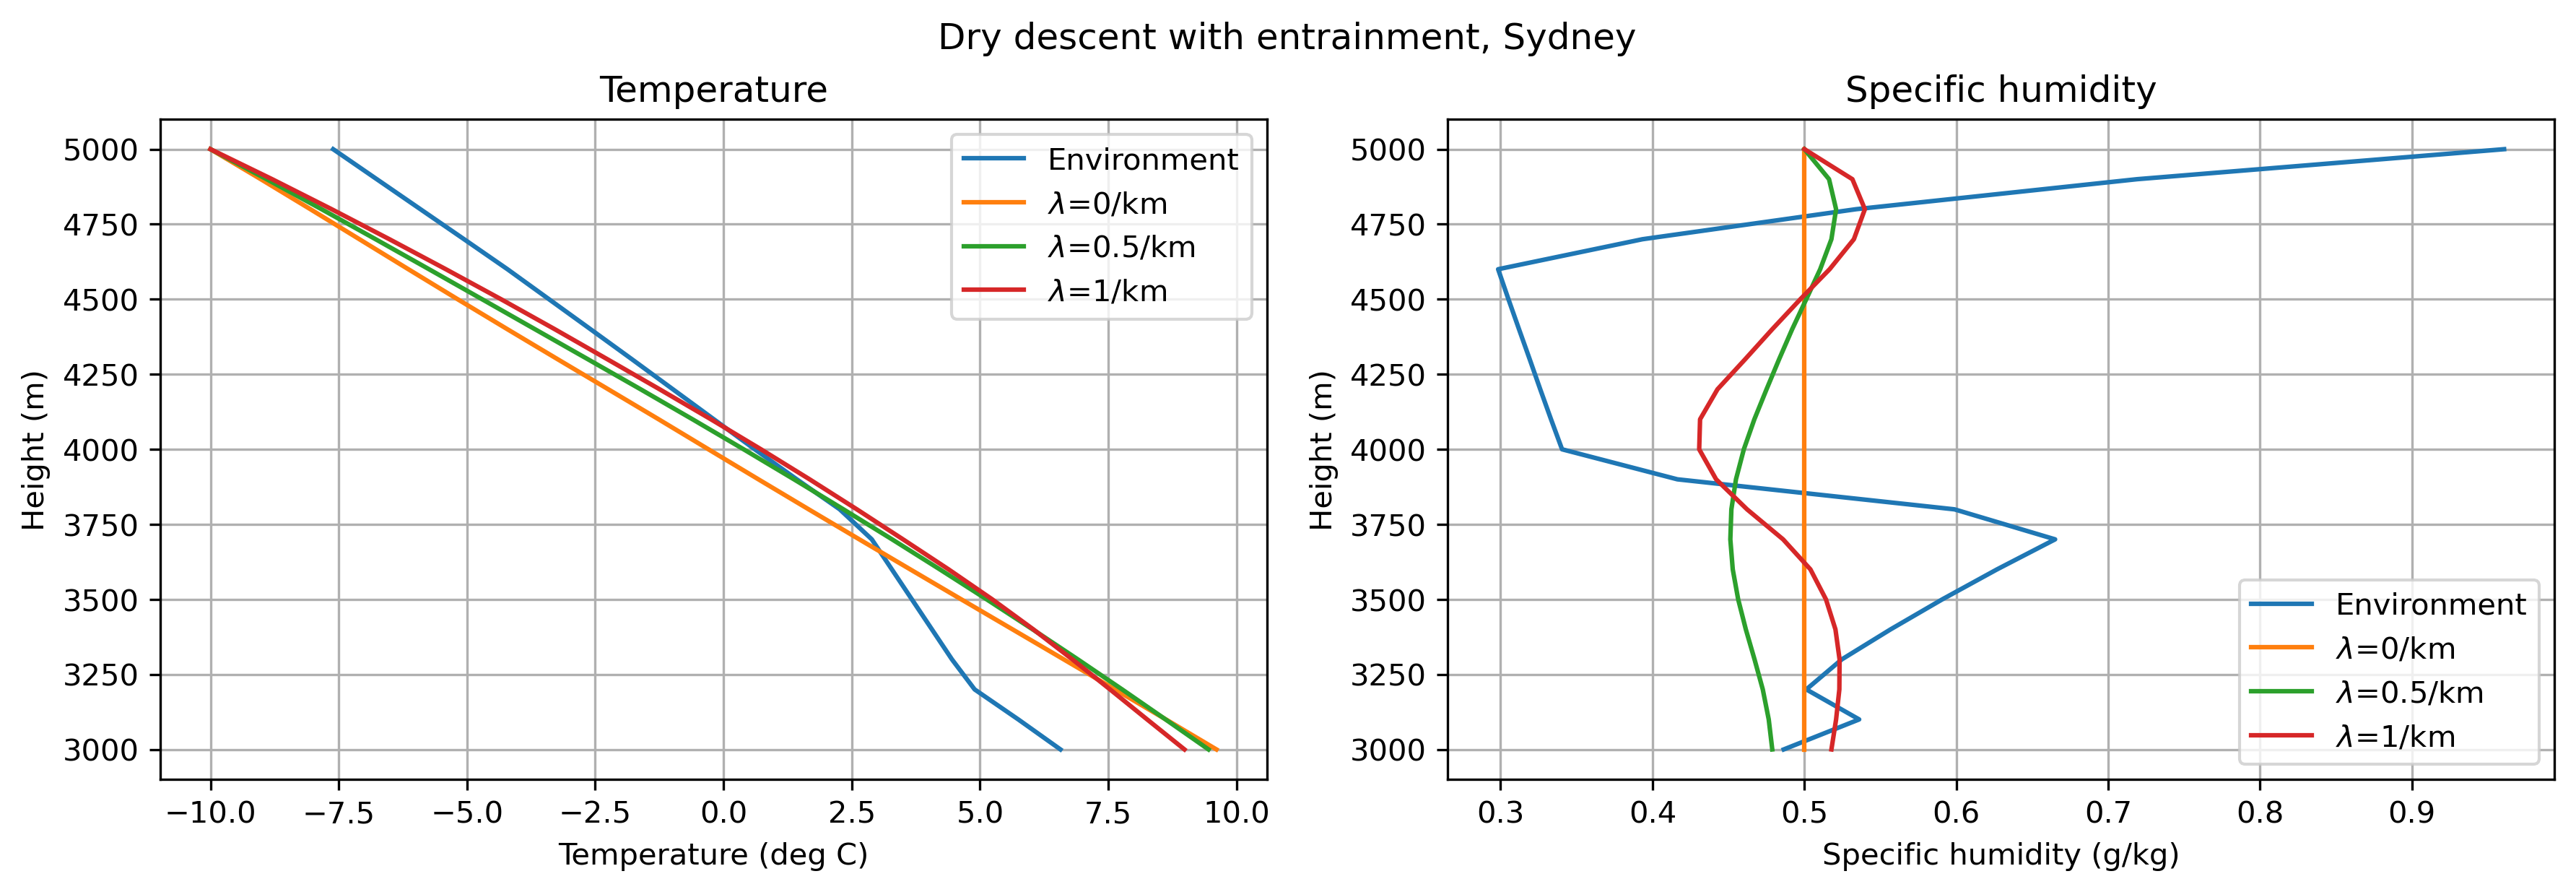 Dry descent with entrainment, Sydney
Temperature
5000
4750
4500
4250
4000
3750
3500
3250
3000
Height (m)
−10.0 −7.5 −5.0 −2.5 0.0 2.5 5.0 7.5 10.0
Temperature (deg C)
Environment
λ=0/km
λ=0.5/km
λ=1/km
Specific humidity
5000
4750
4500
4250
4000
3750
3500
3250
3000
Height (m)
0.3 0.4 0.5 0.6 0.7 0.8 0.9
Specific humidity (g/kg)
Environment
λ=0/km
λ=0.5/km
λ=1/km